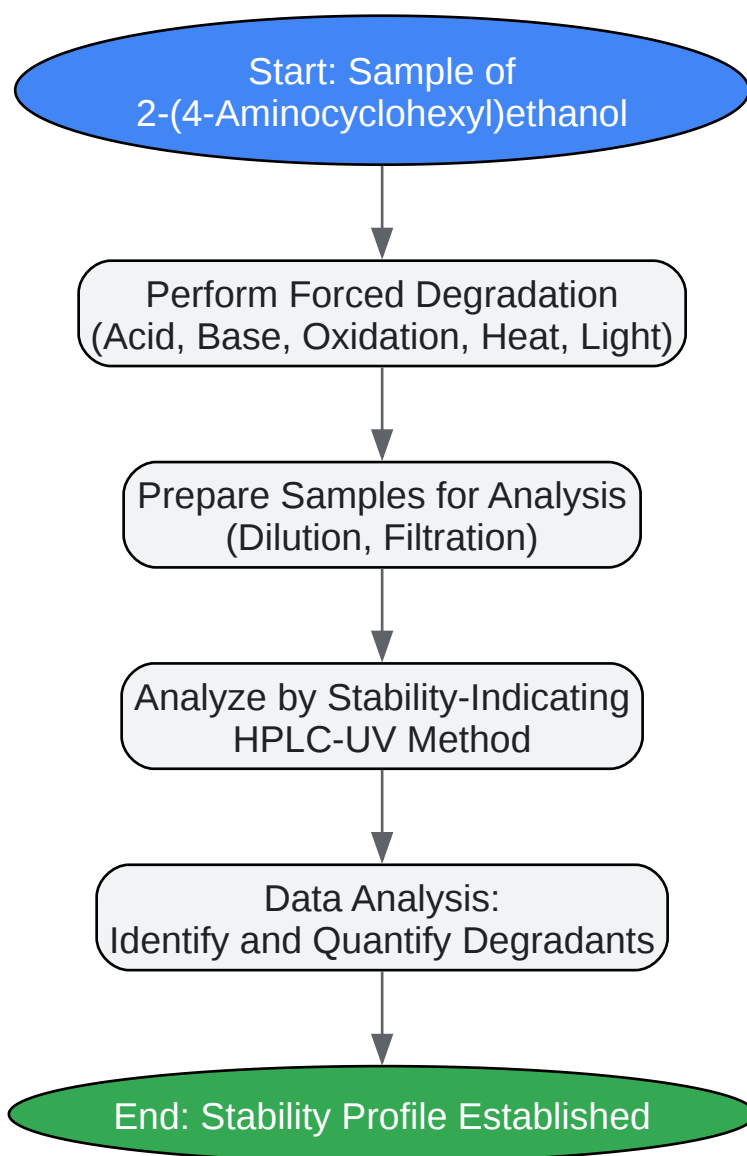 Start: Sample of
2-(4-Aminocyclohexyl)ethanol
Perform Forced Degradation
(Acid, Base, Oxidation, Heat, Light)
Prepare Samples for Analysis
(Dilution, Filtration)
Analyze by Stability-Indicating
HPLC-UV Method
Data Analysis:
Identify and Quantify Degradants
End: Stability Profile Established